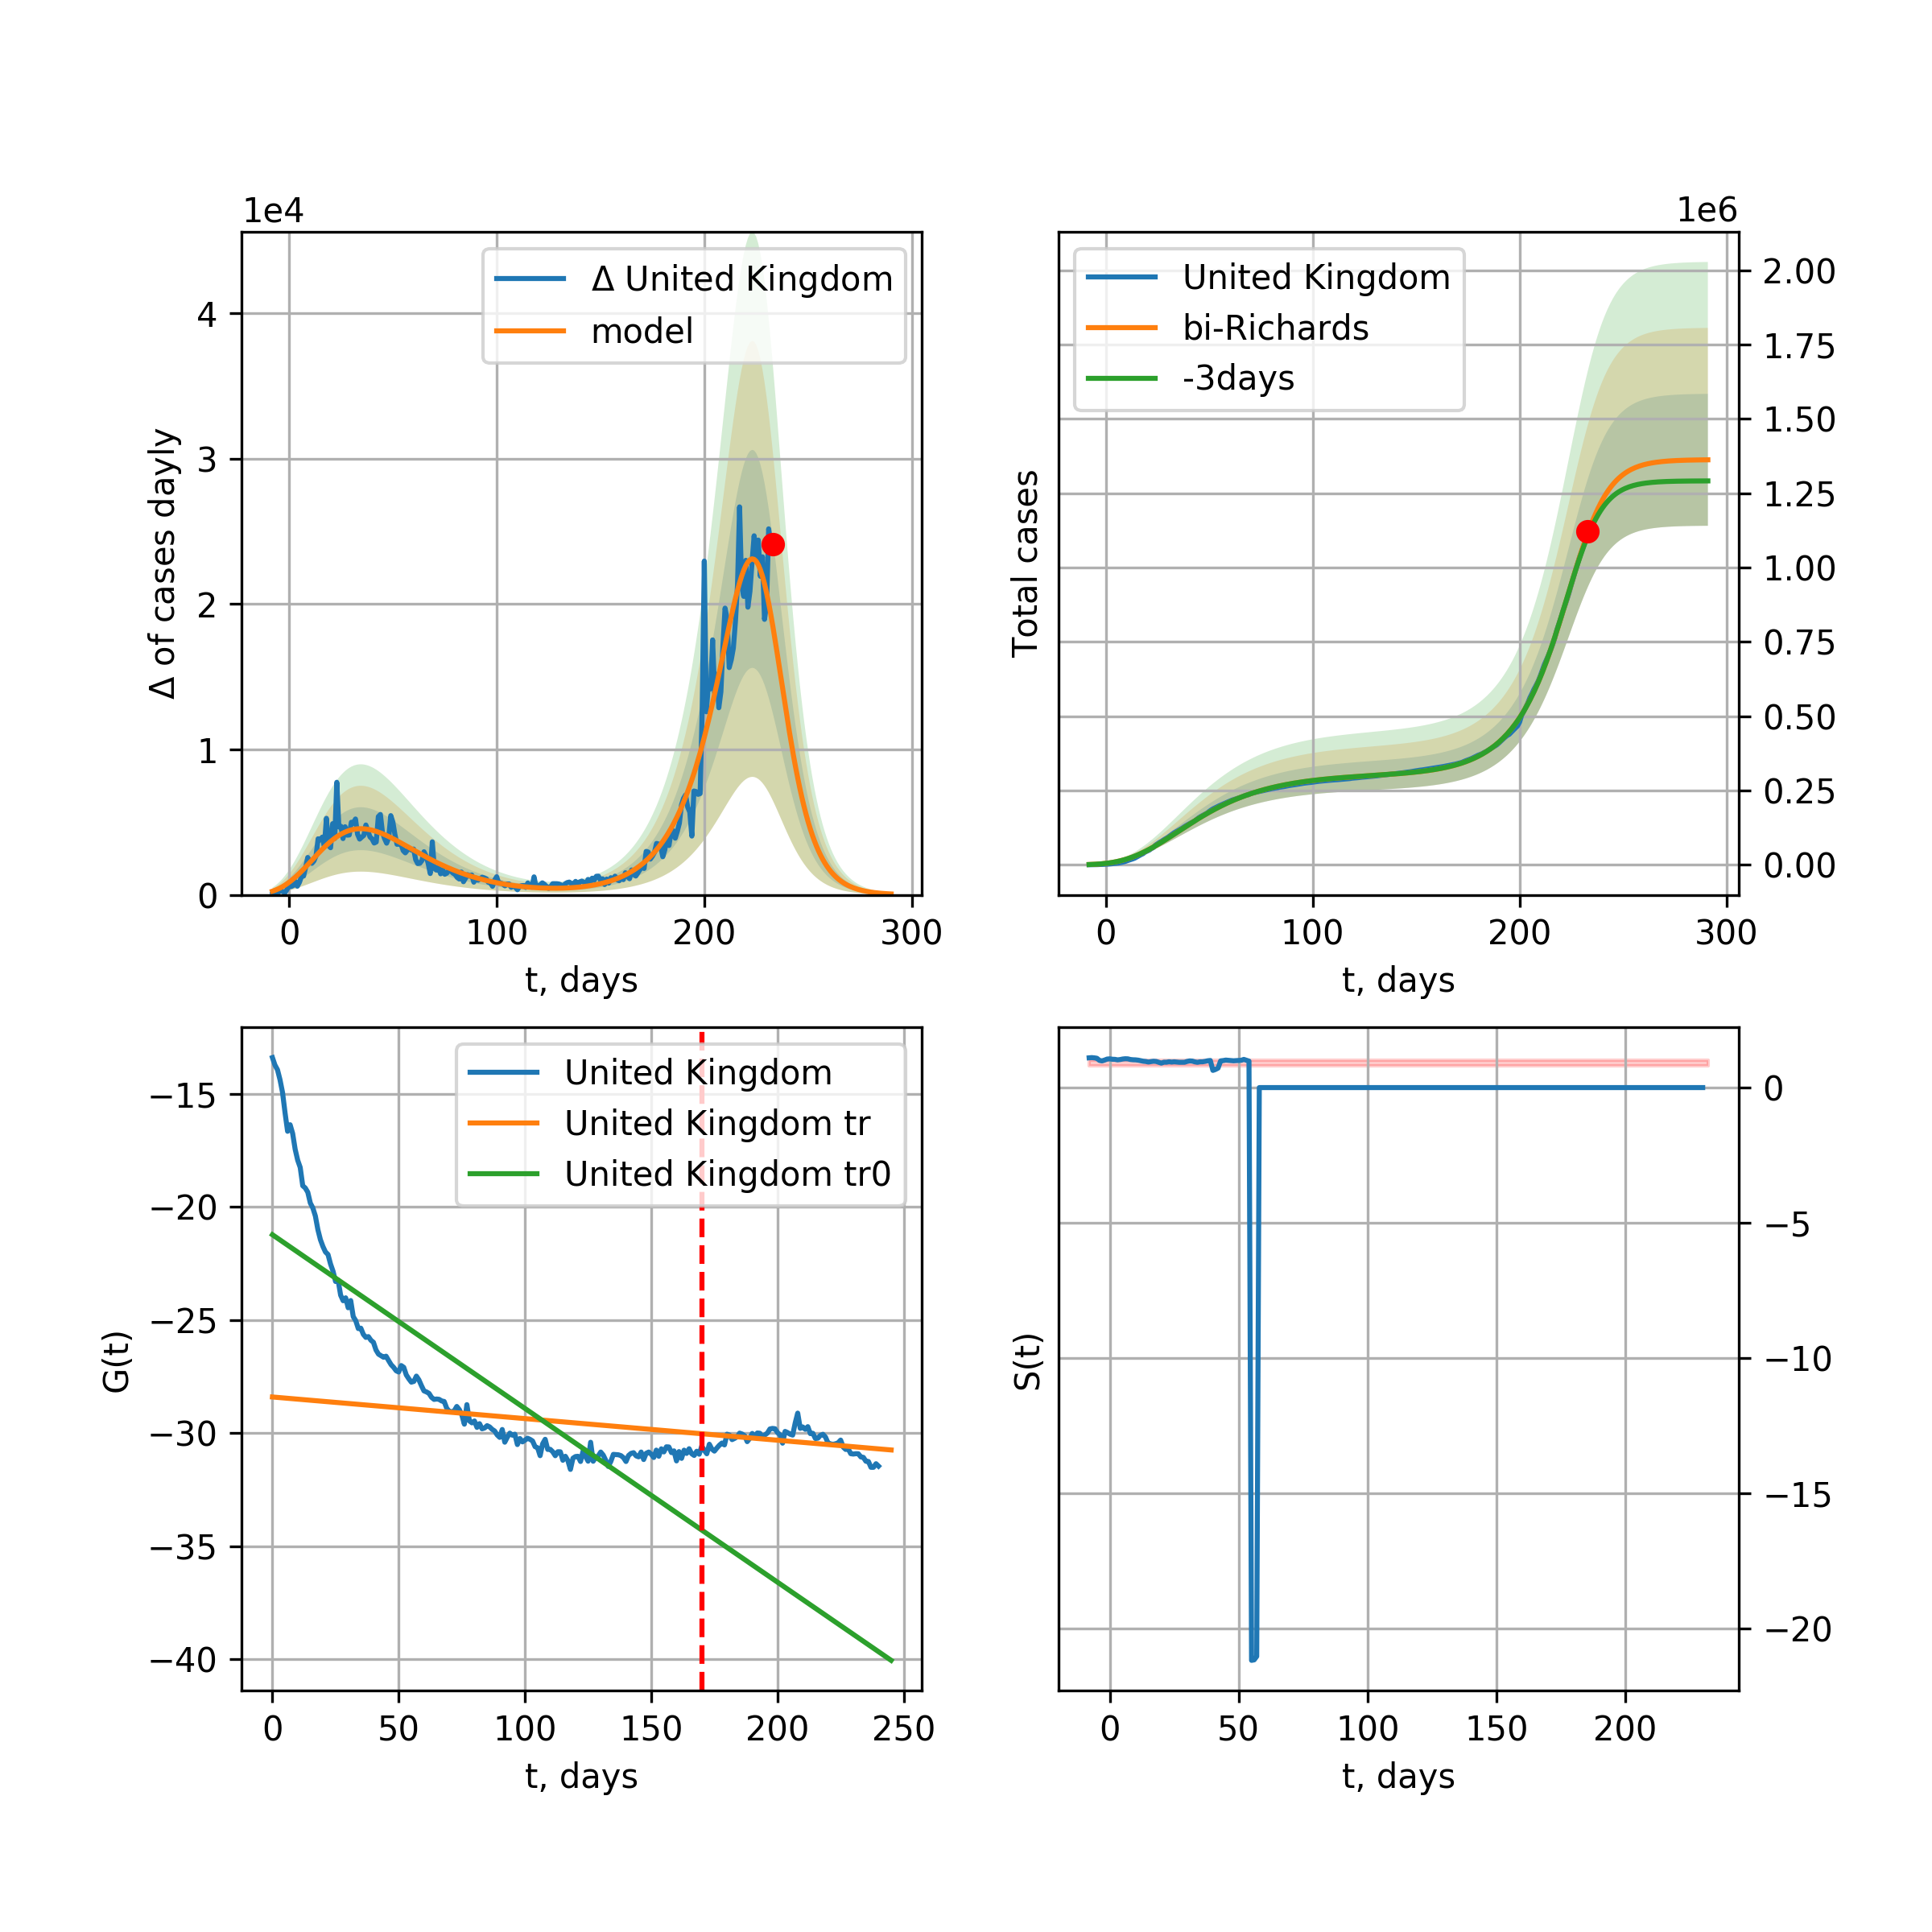 1e4
Δ of cases dayly
4
3
2
1
0
Δ United Kingdom
model
0 100 200 300
t, days
1e6
Total cases
United Kingdom
bi-Richards
-3days
2.00
1.75
1.50
1.25
1.00
0.75
0.50
0.25
0.00
0 100 200 300
t, days
G(t)
−15
−20
−25
−30
−35
−40
United Kingdom
United Kingdom tr
United Kingdom tr0
0 50 100 150 200 250
t, days
S(t)
0
−5
−10
−15
−20
0 50 100 150 200
t, days